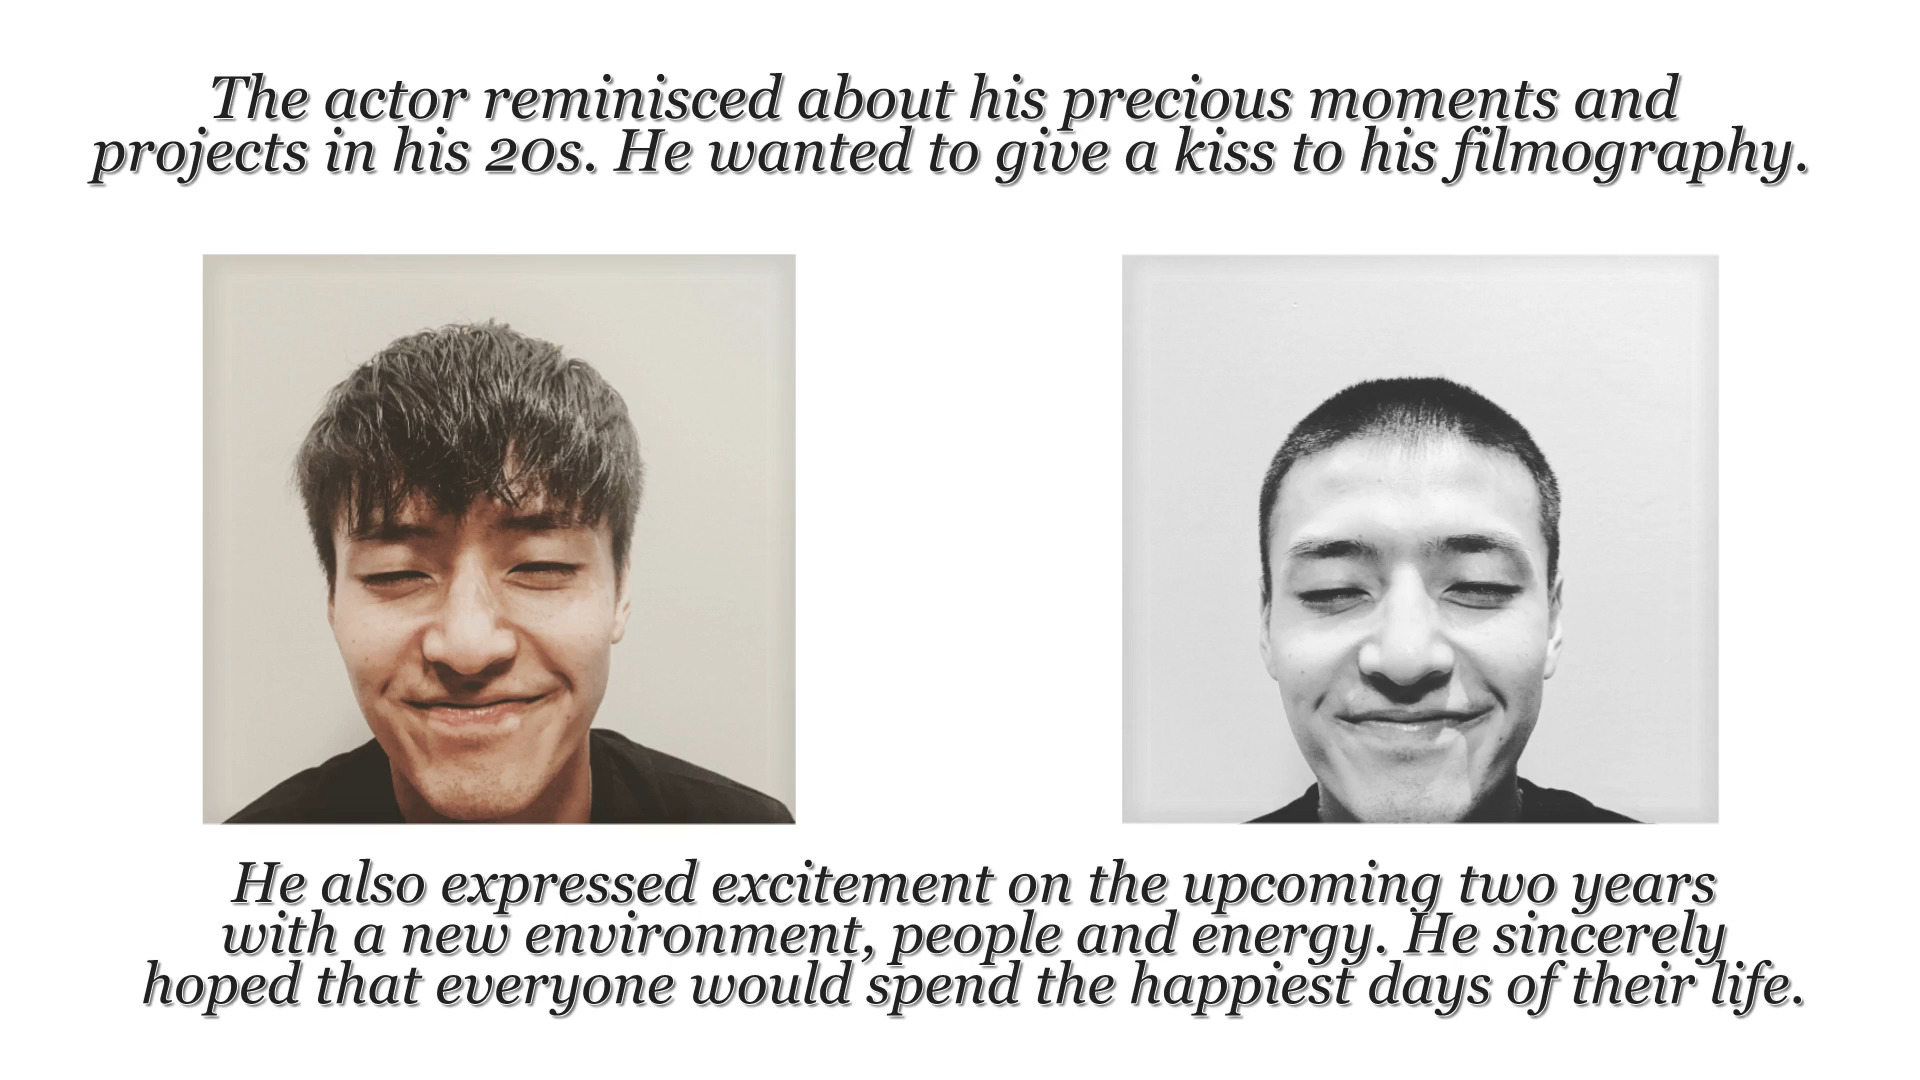 The actor reminisced about his precious moments and
projects in his 20s. He wanted to give a kiss to his filmography.
He also expressed excitement on the upcoming two years
with a new environment, people and energy. He sincerely
hoped that everyone would spend the happiest days of their life.